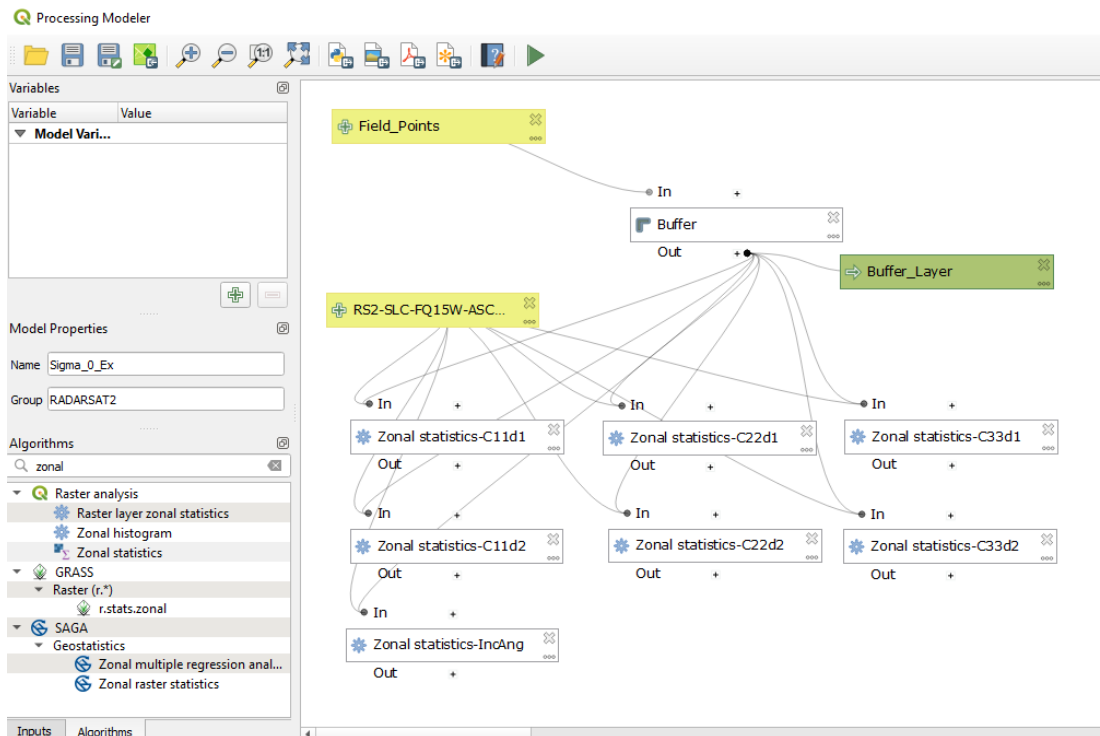 Processing Modeler
1:1
Variables
Variable Value
Model Vari...
Model Properties
Name Sigma_0_Ex
Group RADARSAT2
Algorithms
zonal
Raster analysis
Raster layer zonal statistics
Zonal histogram
Zonal statistics
GRASS
Raster (r.*)
r.stats.zonal
SAGA
Geostatistics
Zonal multiple regression anal...
Zonal raster statistics
Inputs Algorithms
Field_Points
In +
Buffer
Out +
Buffer_Layer
RS2-SLC-FQ15W-ASC...
In + In + In +
Zonal statistics-C11d1 Zonal statistics-C22d1 Zonal statistics-C33d1
Out + Out + Out +
In + In + In +
Zonal statistics-C11d2 Zonal statistics-C22d2 Zonal statistics-C33d2
Out + Out + Out +
In +
Zonal statistics-IncAng
Out +